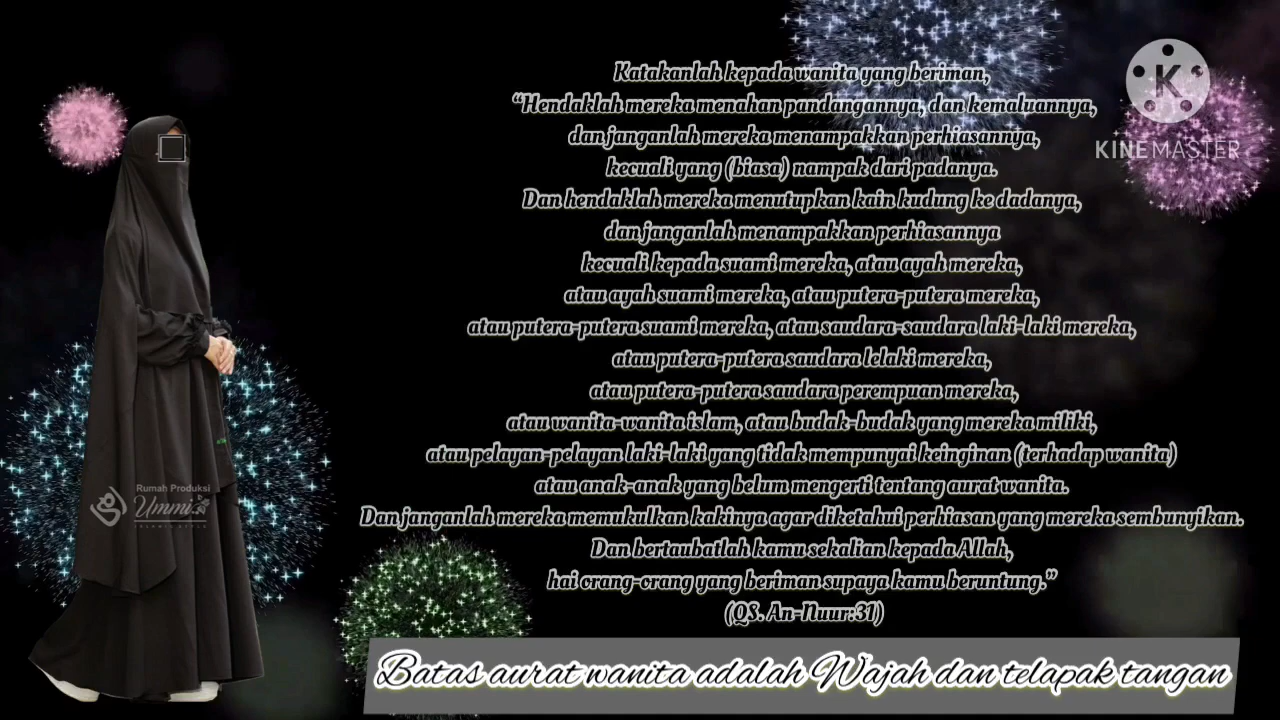 Katakanlah kepada wanita yang beriman,
“Hendaklah mereka menahan pandangannya, dan kemaluannya,
dan janganlah mereka menampakkan perhiasannya,
kecuali yang (biasa) nampak dari padanya.
Dan hendaklah mereka menutupkan kain kudung ke dadanya,
dan janganlah menampakkan perhiasannya
kecuali kepada suami mereka, atau ayah mereka,
atau ayah suami mereka, atau putera-putera mereka,
atau putera-putera suami mereka, atau saudara-saudara laki-laki mereka,
atau putera-putera saudara lelaki mereka,
atau putera-putera saudara perempuan mereka,
atau wanita-wanita islam, atau budak-budak yang mereka miliki,
atau pelayan-pelayan laki-laki yang tidak mempunyai keinginan (terhadap wanita)
atau anak-anak yang belum mengerti tentang aurat wanita.
Dan janganlah mereka memukulkan kakinya agar diketahui perhiasan yang mereka sembunyikan.
Dan bertaubatlah kamu sekalian kepada Allah,
hai orang-orang yang beriman supaya kamu beruntung.”
(QS. An-Nuur:31)
Batas aurat wanita adalah Wajah dan telapak tangan
K
KINEMASTER
Rumah Produksi
Ummi